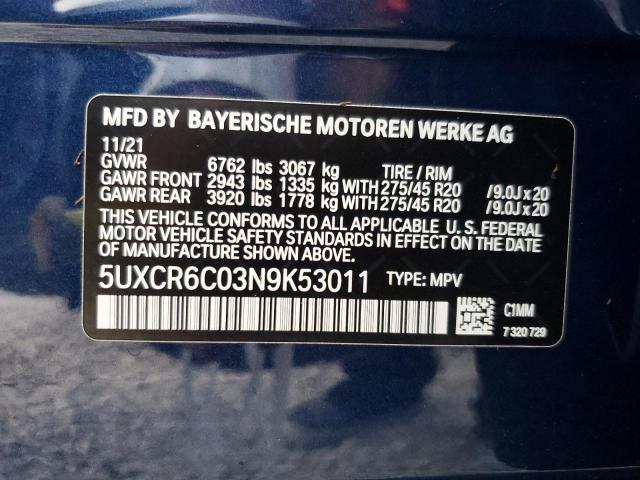 MFD BY BAYERISCHE MOTOREN WERKE AG
11/21
GVWR 6762 lbs 3067 kg TIRE / RIM
GAWR FRONT 2943 lbs 1335 kg WITH 275/45 R20 /9.0J x 20
GAWR REAR 3920 lbs 1778 kg WITH 275/45 R20 /9.0J x 20
THIS VEHICLE CONFORMS TO ALL APPLICABLE U. S. FEDERAL
MOTOR VEHICLE SAFETY STANDARDS IN EFFECT ON THE DATE
OF MANUFACTURE SHOWN ABOVE.
5UXCR6C03N9K53011 TYPE: MPV
C1MM
7 320 729